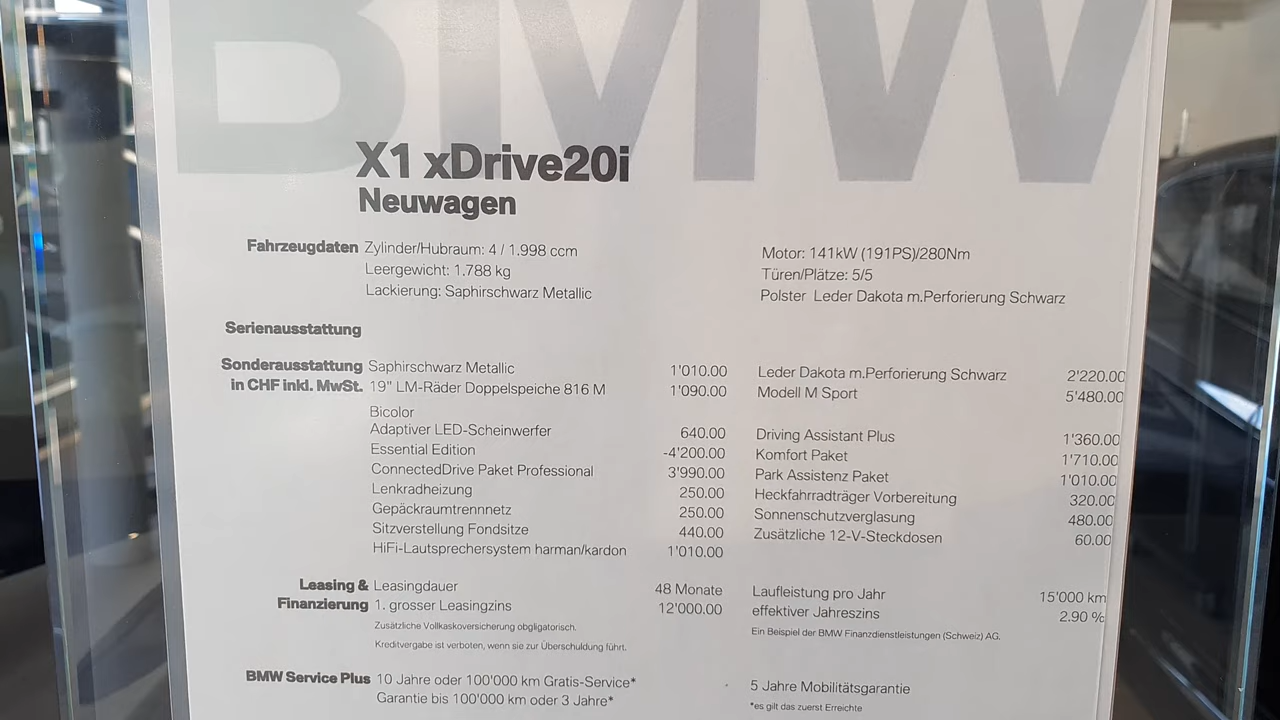 BMW
X1 xDrive20i
Neuwagen
Fahrzeugdaten Zylinder/Hubraum: 4 / 1.998 ccm Motor: 141kW (191PS)/280Nm
Leergewicht: 1.788 kg Türen/Plätze: 5/5
Lackierung: Saphirschwarz Metallic Polster Leder Dakota m.Perforierung Schwarz
Serienausstattung
Sonderausstattung Saphirschwarz Metallic 1'010.00 Leder Dakota m.Perforierung Schwarz 2'220.00
in CHF inkl. MwSt. 19" LM-Räder Doppelspeiche 816 M 1'090.00 Modell M Sport 5'480.00
Bicolor
Adaptiver LED-Scheinwerfer 640.00 Driving Assistant Plus 1'360.00
Essential Edition -4'200.00 Komfort Paket 1'710.00
ConnectedDrive Paket Professional 3'990.00 Park Assistenz Paket 1'010.00
Lenkradheizung 250.00 Heckfahrradträger Vorbereitung 320.00
Gepäckraumtrennnetz 250.00 Sonnenschutzverglasung 480.00
Sitzverstellung Fondsitze 440.00 Zusätzliche 12-V-Steckdosen 60.00
HiFi-Lautsprechersystem harman/kardon 1'010.00
Leasing & Leasingdauer 48 Monate Laufleistung pro Jahr 15'000 km
Finanzierung 1. grosser Leasingzins 12'000.00 effektiver Jahreszins 2.90 %
Zusätzliche Vollkaskoversicherung obgligatorisch. Ein Beispiel der BMW Finanzdienstleistungen (Schweiz) AG.
Kreditvergabe ist verboten, wenn sie zur Überschuldung führt.
BMW Service Plus 10 Jahre oder 100'000 km Gratis-Service* 5 Jahre Mobilitätsgarantie
Garantie bis 100'000 km oder 3 Jahre* *es gilt das zuerst Erreichte